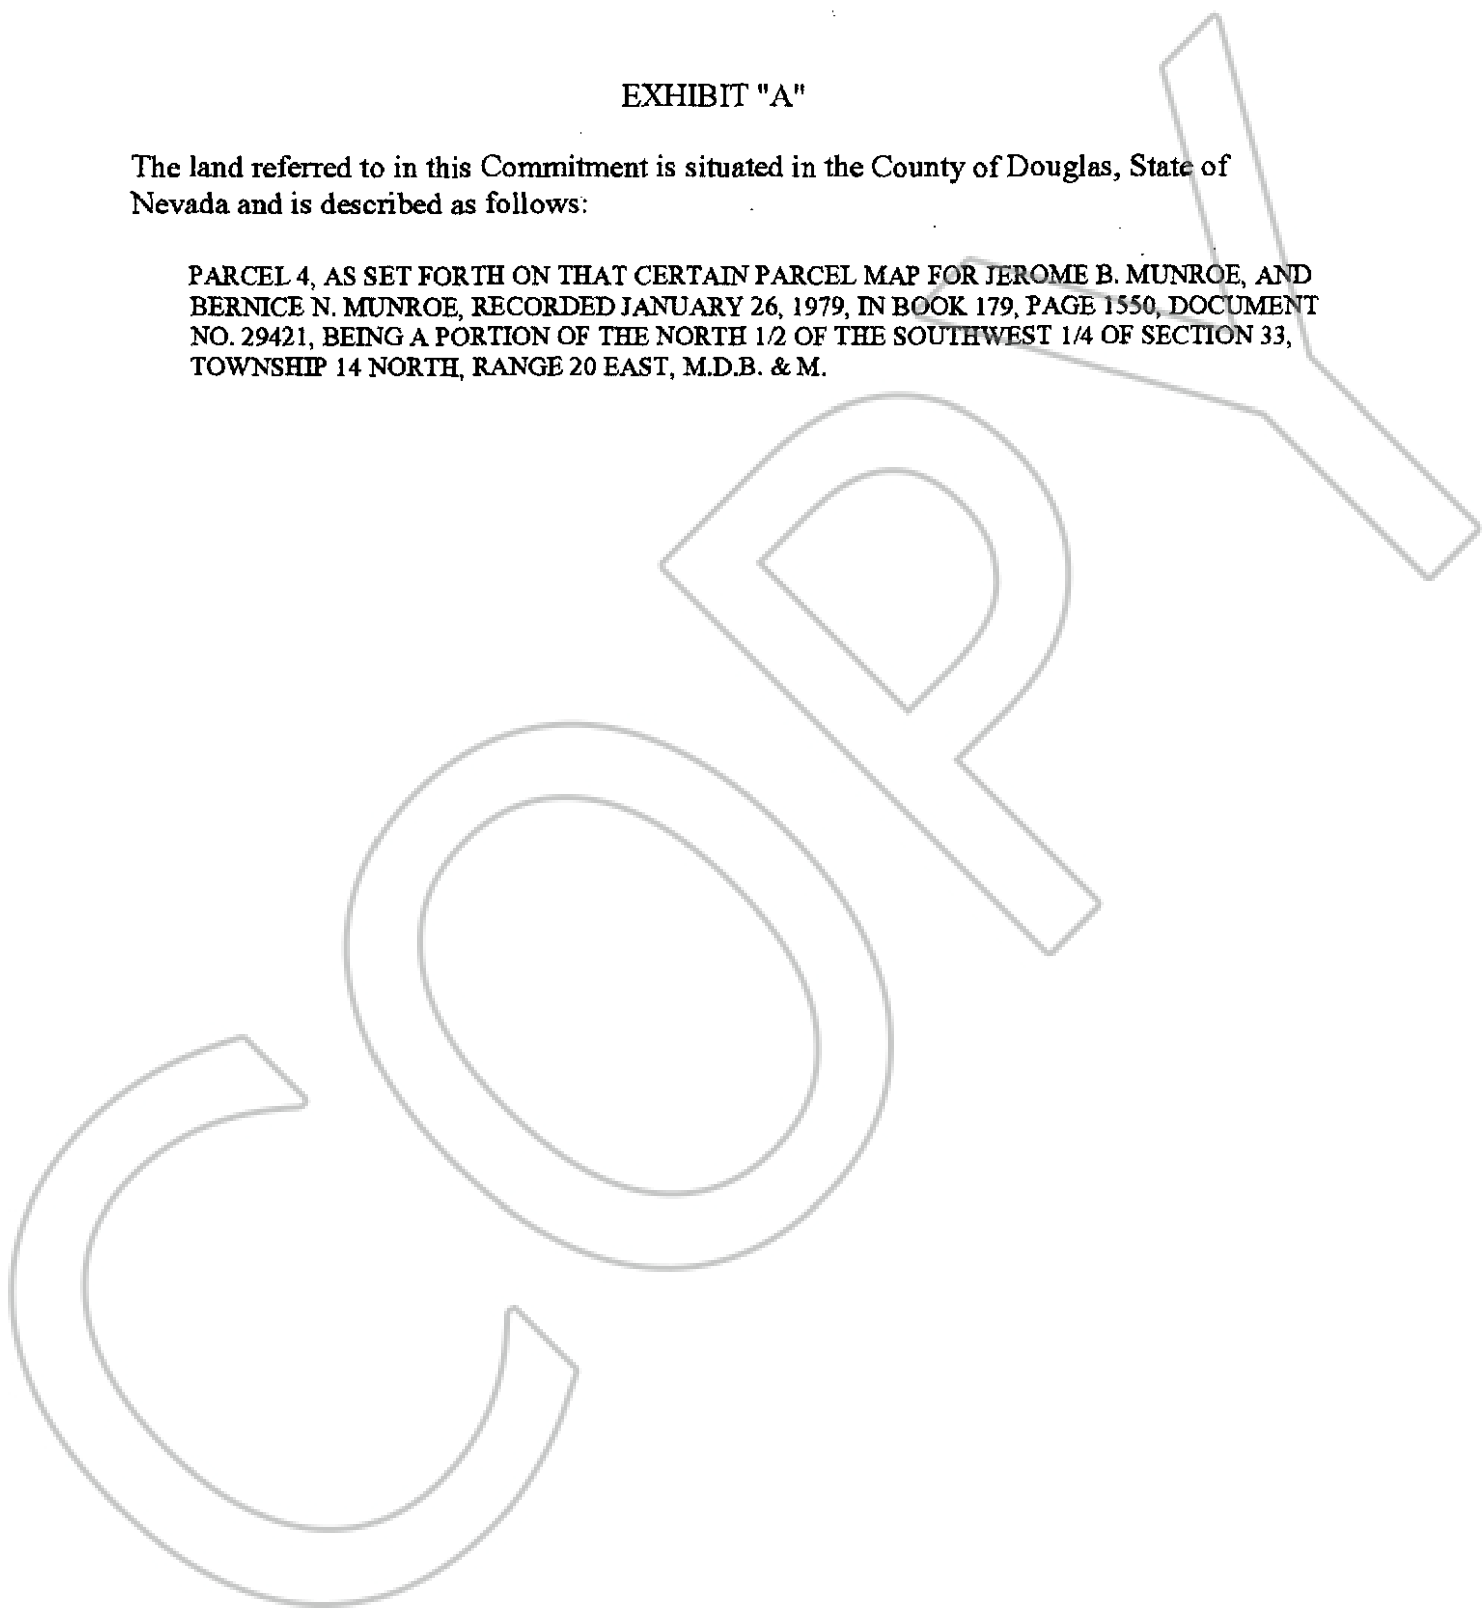 EXHIBIT "A"
The land referred to in this Commitment is situated in the County of Douglas, State of
Nevada and is described as follows:
PARCEL 4, AS SET FORTH ON THAT CERTAIN PARCEL MAP FOR JEROME B. MUNROE, AND
BERNICE N. MUNROE, RECORDED JANUARY 26, 1979, IN BOOK 179, PAGE 1550, DOCUMENT
NO. 29421, BEING A PORTION OF THE NORTH 1/2 OF THE SOUTHWEST 1/4 OF SECTION 33,
TOWNSHIP 14 NORTH, RANGE 20 EAST, M.D.B. & M.
COPY